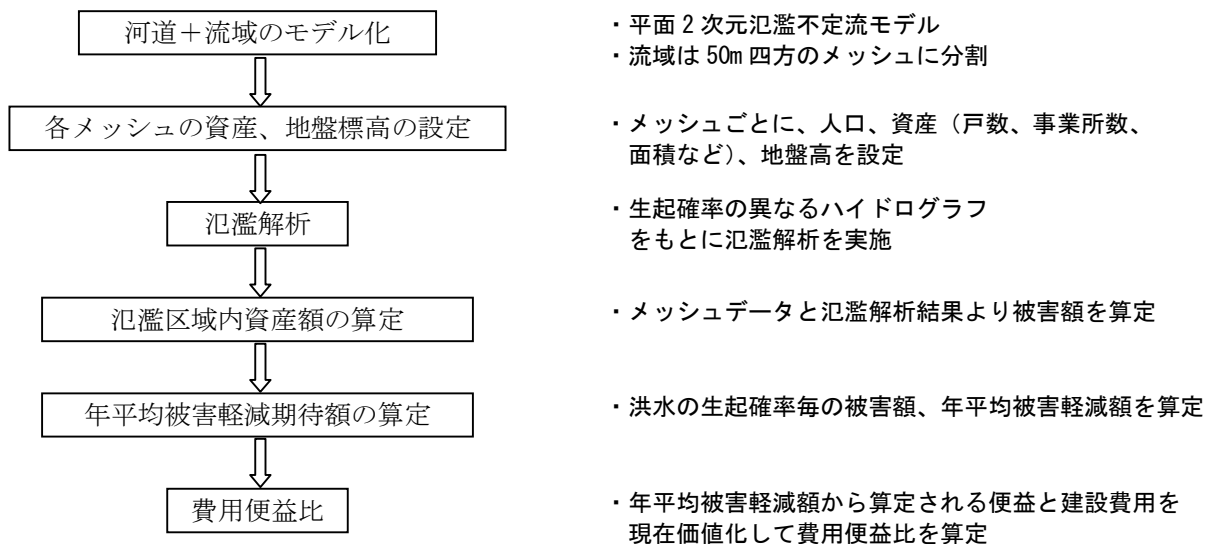 河道＋流域のモデル化
・平面２次元氾濫不定流モデル
・流域は 50m 四方のメッシュに分割
各メッシュの資産、地盤標高の設定
・メッシュごとに、人口、資産（戸数、事業所数、
面積など）、地盤高を設定
氾濫解析
・生起確率の異なるハイドログラフ
をもとに氾濫解析を実施
氾濫区域内資産額の算定
・メッシュデータと氾濫解析結果より被害額を算定
年平均被害軽減期待額の算定
・洪水の生起確率毎の被害額、年平均被害軽減額を算定
費用便益比
・年平均被害軽減額から算定される便益と建設費用を
現在価値化して費用便益比を算定